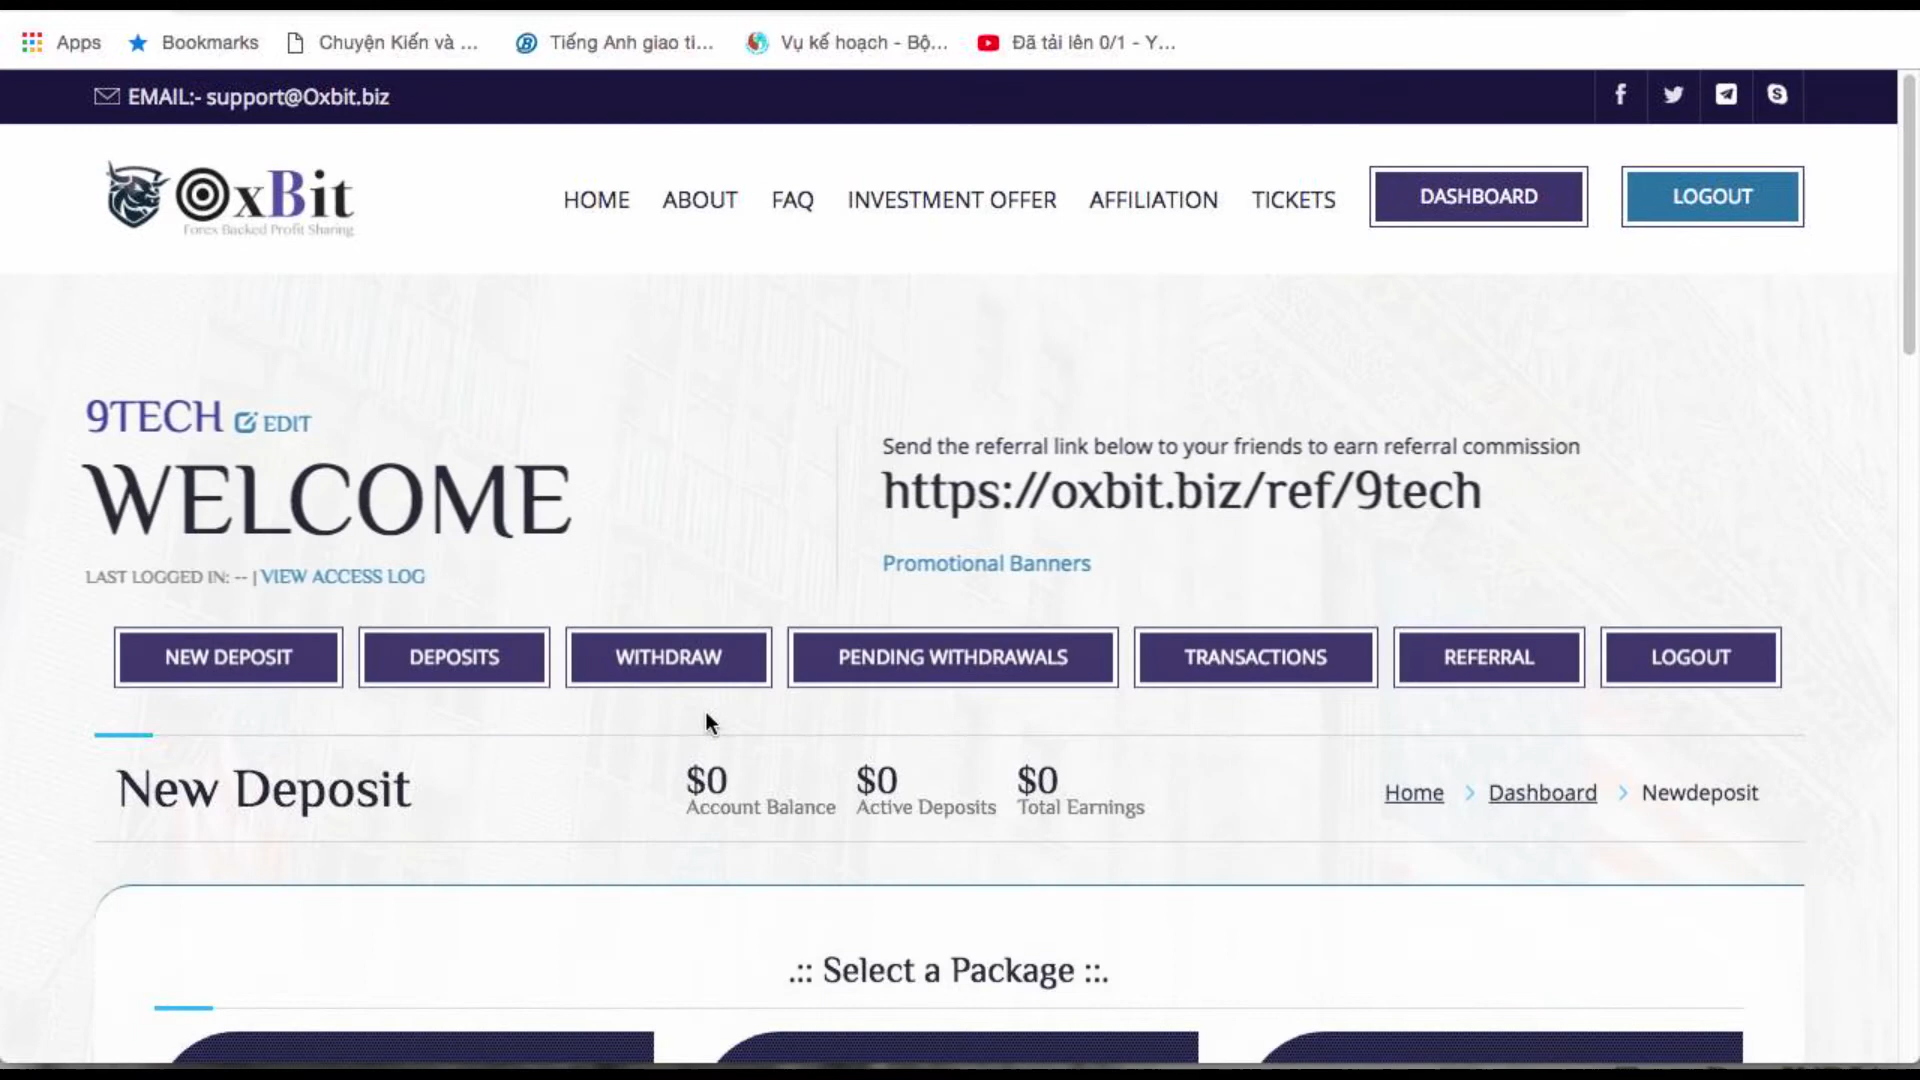 Apps Bookmarks Chuyện Kiến và ... Tiếng Anh giao ti... Vụ kế hoạch - Bộ... Đã tải lên 0/1 - Y...
EMAIL:- support@Oxbit.biz
OxBit
Forex Backed Profit Sharing
HOME ABOUT FAQ INVESTMENT OFFER AFFILIATION TICKETS DASHBOARD LOGOUT
9TECH EDIT
WELCOME
LAST LOGGED IN: -- | VIEW ACCESS LOG
Send the referral link below to your friends to earn referral commission
https://oxbit.biz/ref/9tech
Promotional Banners
NEW DEPOSIT DEPOSITS WITHDRAW PENDING WITHDRAWALS TRANSACTIONS REFERRAL LOGOUT
New Deposit
$0 $0 $0
Account Balance Active Deposits Total Earnings
Home > Dashboard > Newdeposit
.:: Select a Package ::.